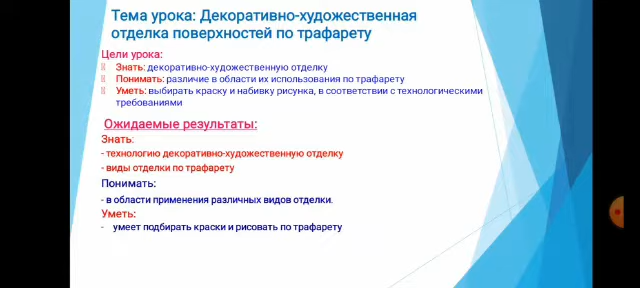 Тема урока: Декоративно-художественная
отделка поверхностей по трафарету
Цели урока:
Знать: декоративно-художественную отделку
Понимать: различие в области их использования по трафарету
Уметь: выбирать краску и набивку рисунка, в соответствии с технологическими
требованиями
Ожидаемые результаты:
Знать:
- технологию декоративно-художественную отделку
- виды отделки по трафарету
Понимать:
- в области применения различных видов отделки.
Уметь:
- умеет подбирать краски и рисовать по трафарету